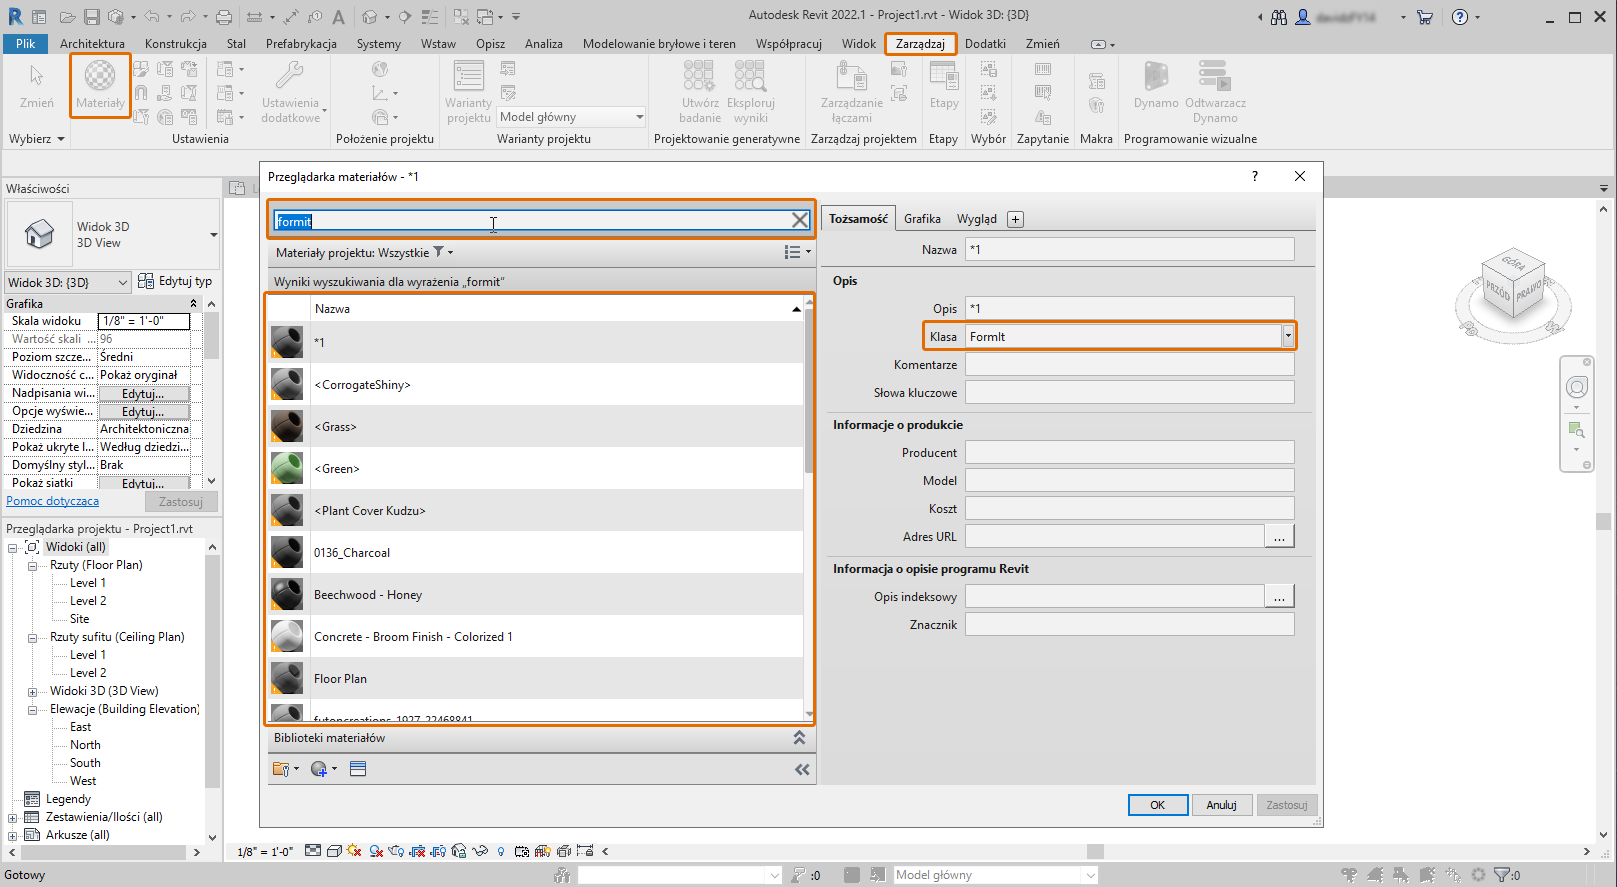 Autodesk Revit 2022.1 - Project1.rvt - Widok 3D: {3D}
Plik Architektura Konstrukcja Stal Prefabrykacja Systemy Wstaw Opisz Analiza Modelowanie bryłowe i teren Współpracuj Widok Zarządzaj Dodatki Zmień
Zmień Materiały Ustawienia dodatkowe Warianty projektu Model główny Utwórz badanie Eksploruj wyniki Zarządzanie łączami Etapy Dynamo Odtwarzacz Dynamo
Wybierz Ustawienia Położenie projektu Warianty projektu Projektowanie generatywne Zarządzaj projektem Etapy Wybór Zapytanie Makra Programowanie wizualne
Właściwości
Widok 3D
3D View
Widok 3D: {3D} Edytuj typ
Grafika
Skala widoku 1/8" = 1'-0"
Wartość skali ... 96
Poziom szcze... Średni
Widoczność c... Pokaż oryginał
Nadpisania wi... Edytuj...
Opcje wyświe... Edytuj...
Dziedzina Architektoniczna
Pokaż ukryte l... Według dziedzi...
Domyślny styl... Brak
Pokaż siatki Edytuj...
Pomoc dotycząca Zastosuj
Przeglądarka projektu - Project1.rvt
Widoki (all)
Rzuty (Floor Plan)
Level 1
Level 2
Site
Rzuty sufitu (Ceiling Plan)
Level 1
Level 2
Widoki 3D (3D View)
Elewacje (Building Elevation)
East
North
South
West
Legendy
Zestawienia/Ilości (all)
Arkusze (all)
Przeglądarka materiałów - *1
formit
Materiały projektu: Wszystkie
Wyniki wyszukiwania dla wyrażenia „formit”
Nazwa
*1
<CorrogateShiny>
<Grass>
<Green>
<Plant Cover Kudzu>
0136_Charcoal
Beechwood - Honey
Concrete - Broom Finish - Colorized 1
Floor Plan
futoncreations_1927_22468841
Biblioteki materiałów
Tożsamość Grafika Wygląd +
Nazwa *1
Opis
Opis *1
Klasa FormIt
Komentarze
Słowa kluczowe
Informacje o produkcie
Producent
Model
Koszt
Adres URL ...
Informacja o opisie programu Revit
Opis indeksowy ...
Znacznik
OK Anuluj Zastosuj
GÓRA
PRZÓD PRAWO
1/8" = 1'-0"
Gotowy :0 Model główny :0